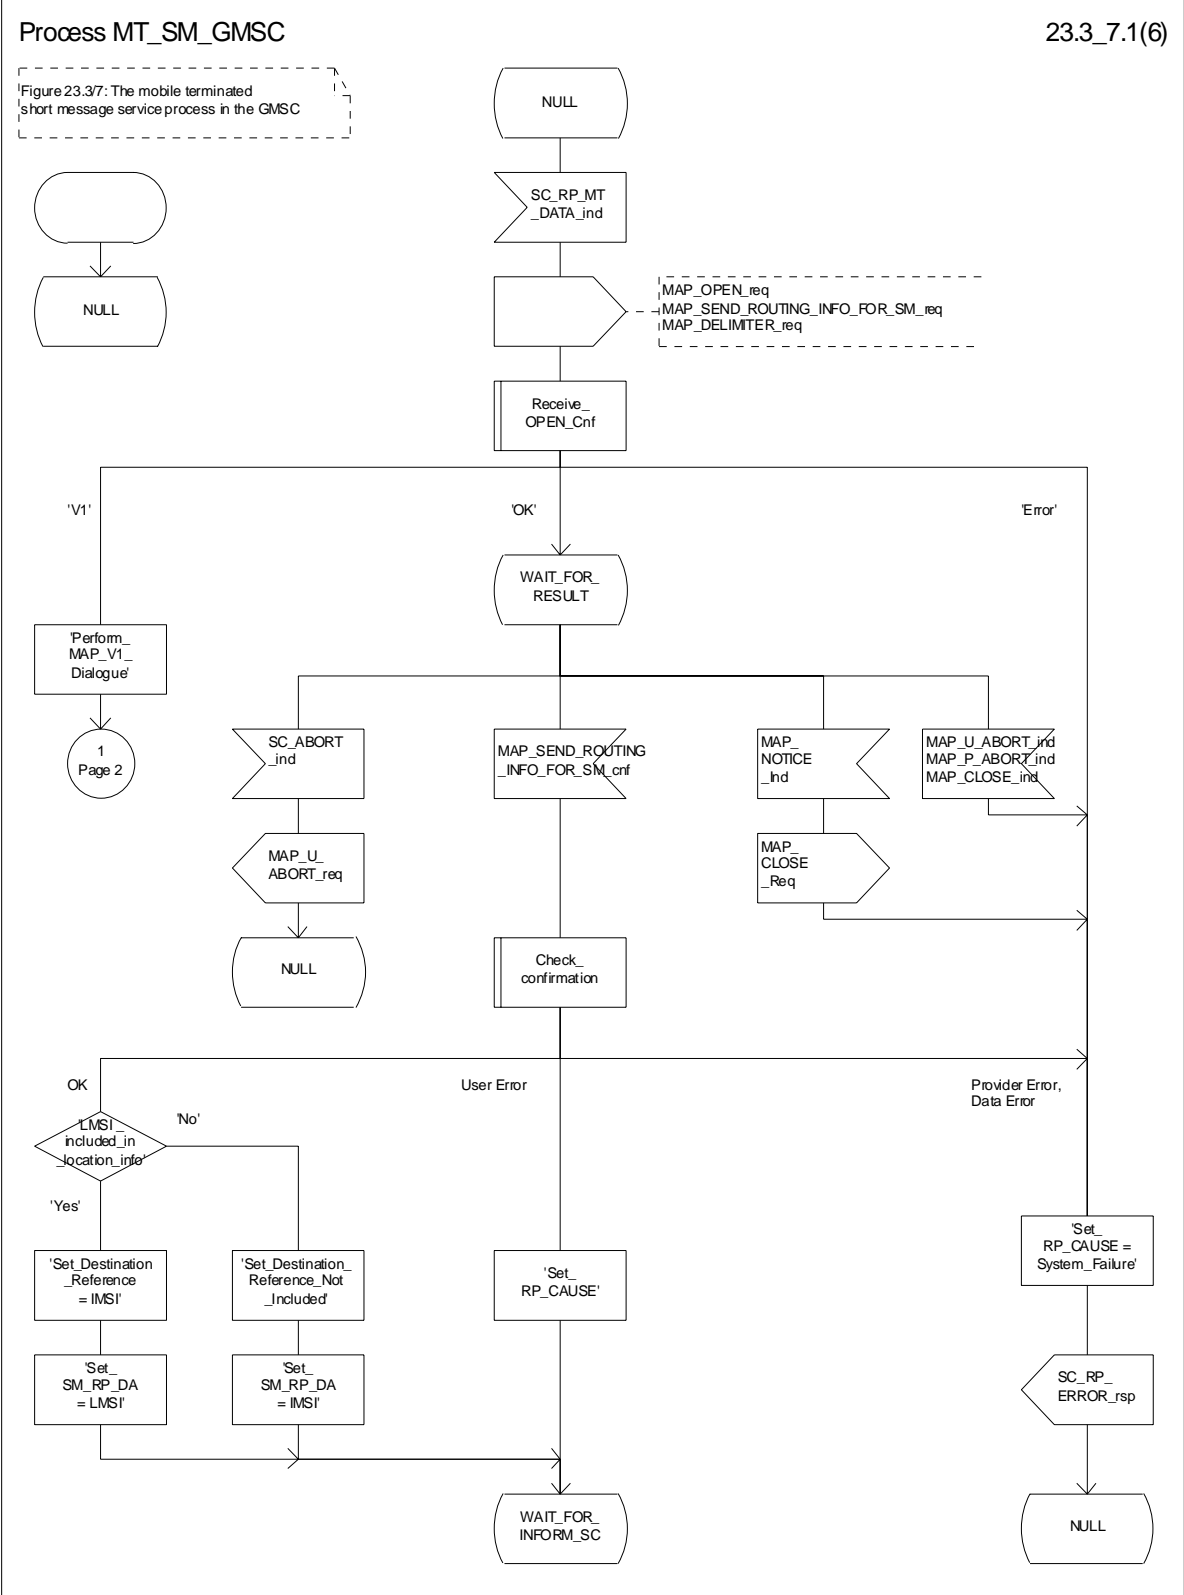 Process MT_SM_GMSC
23.3_7.1(6)
Figure 23.3/7: The mobile terminated
short message service process in the GMSC
NULL
SC_RP_MT
_DATA_ind
NULL
MAP_OPEN_req
MAP_SEND_ROUTING_INFO_FOR_SM_req
MAP_DELIMITER_req
Receive_
OPEN_Cnf
'V1'
'OK'
'Error'
WAIT_FOR_
RESULT
'Perform_
MAP_V1_
Dialogue'
1
Page 2
SC_ABORT
_ind
MAP_SEND_ROUTING
_INFO_FOR_SM_cnf
MAP_
NOTICE
_Ind
MAP_U_ABORT_ind
MAP_P_ABORT_ind
MAP_CLOSE_ind
MAP_U_
ABORT_req
MAP_
CLOSE
_Req
NULL
Check_
confirmation
OK
User Error
Provider Error,
Data Error
'LMSI_
included_in
_location_info'
'No'
'Yes'
'Set_Destination
_Reference
= IMSI'
'Set_Destination_
Reference_Not
_Included'
'Set_
RP_CAUSE'
'Set_
RP_CAUSE =
System_Failure'
'Set_
SM_RP_DA
= LMSI'
'Set_
SM_RP_DA
= IMSI'
SC_RP_
ERROR_rsp
WAIT_FOR_
INFORM_SC
NULL